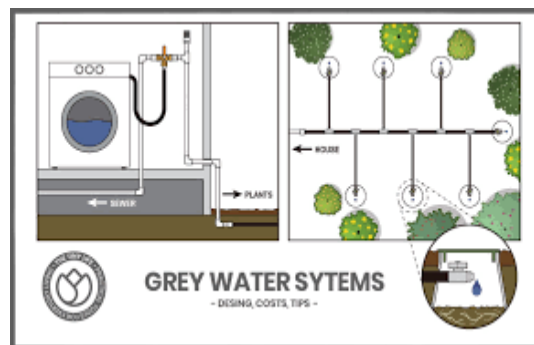 SEWER
PLANTS
HOUSE
GREY WATER SYTEMS
- DESING, COSTS, TIPS -